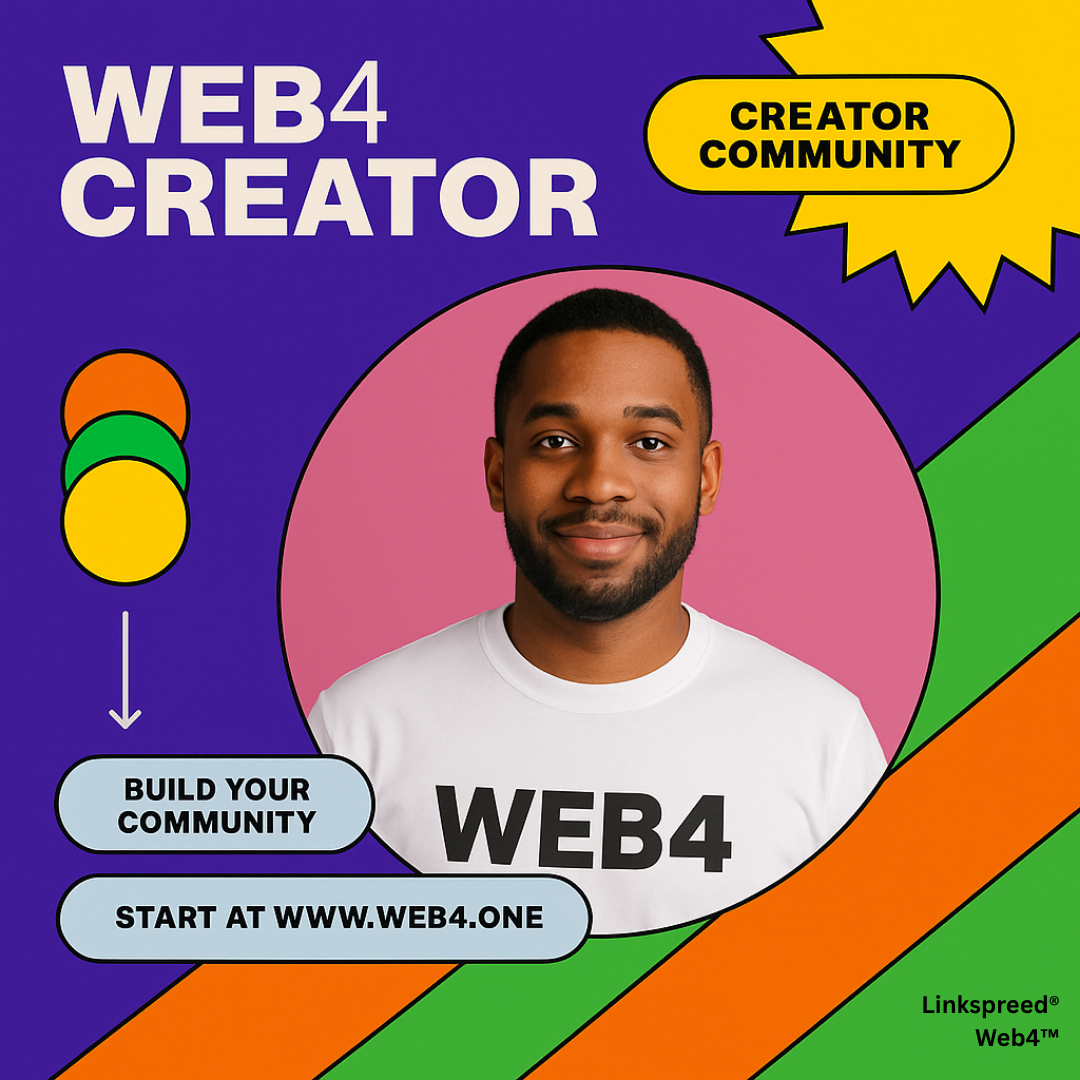 WEB4
CREATOR
CREATOR
COMMUNITY
WEB4
BUILD YOUR
COMMUNITY
START AT WWW.WEB4.ONE
Linkspreed®
Web4™